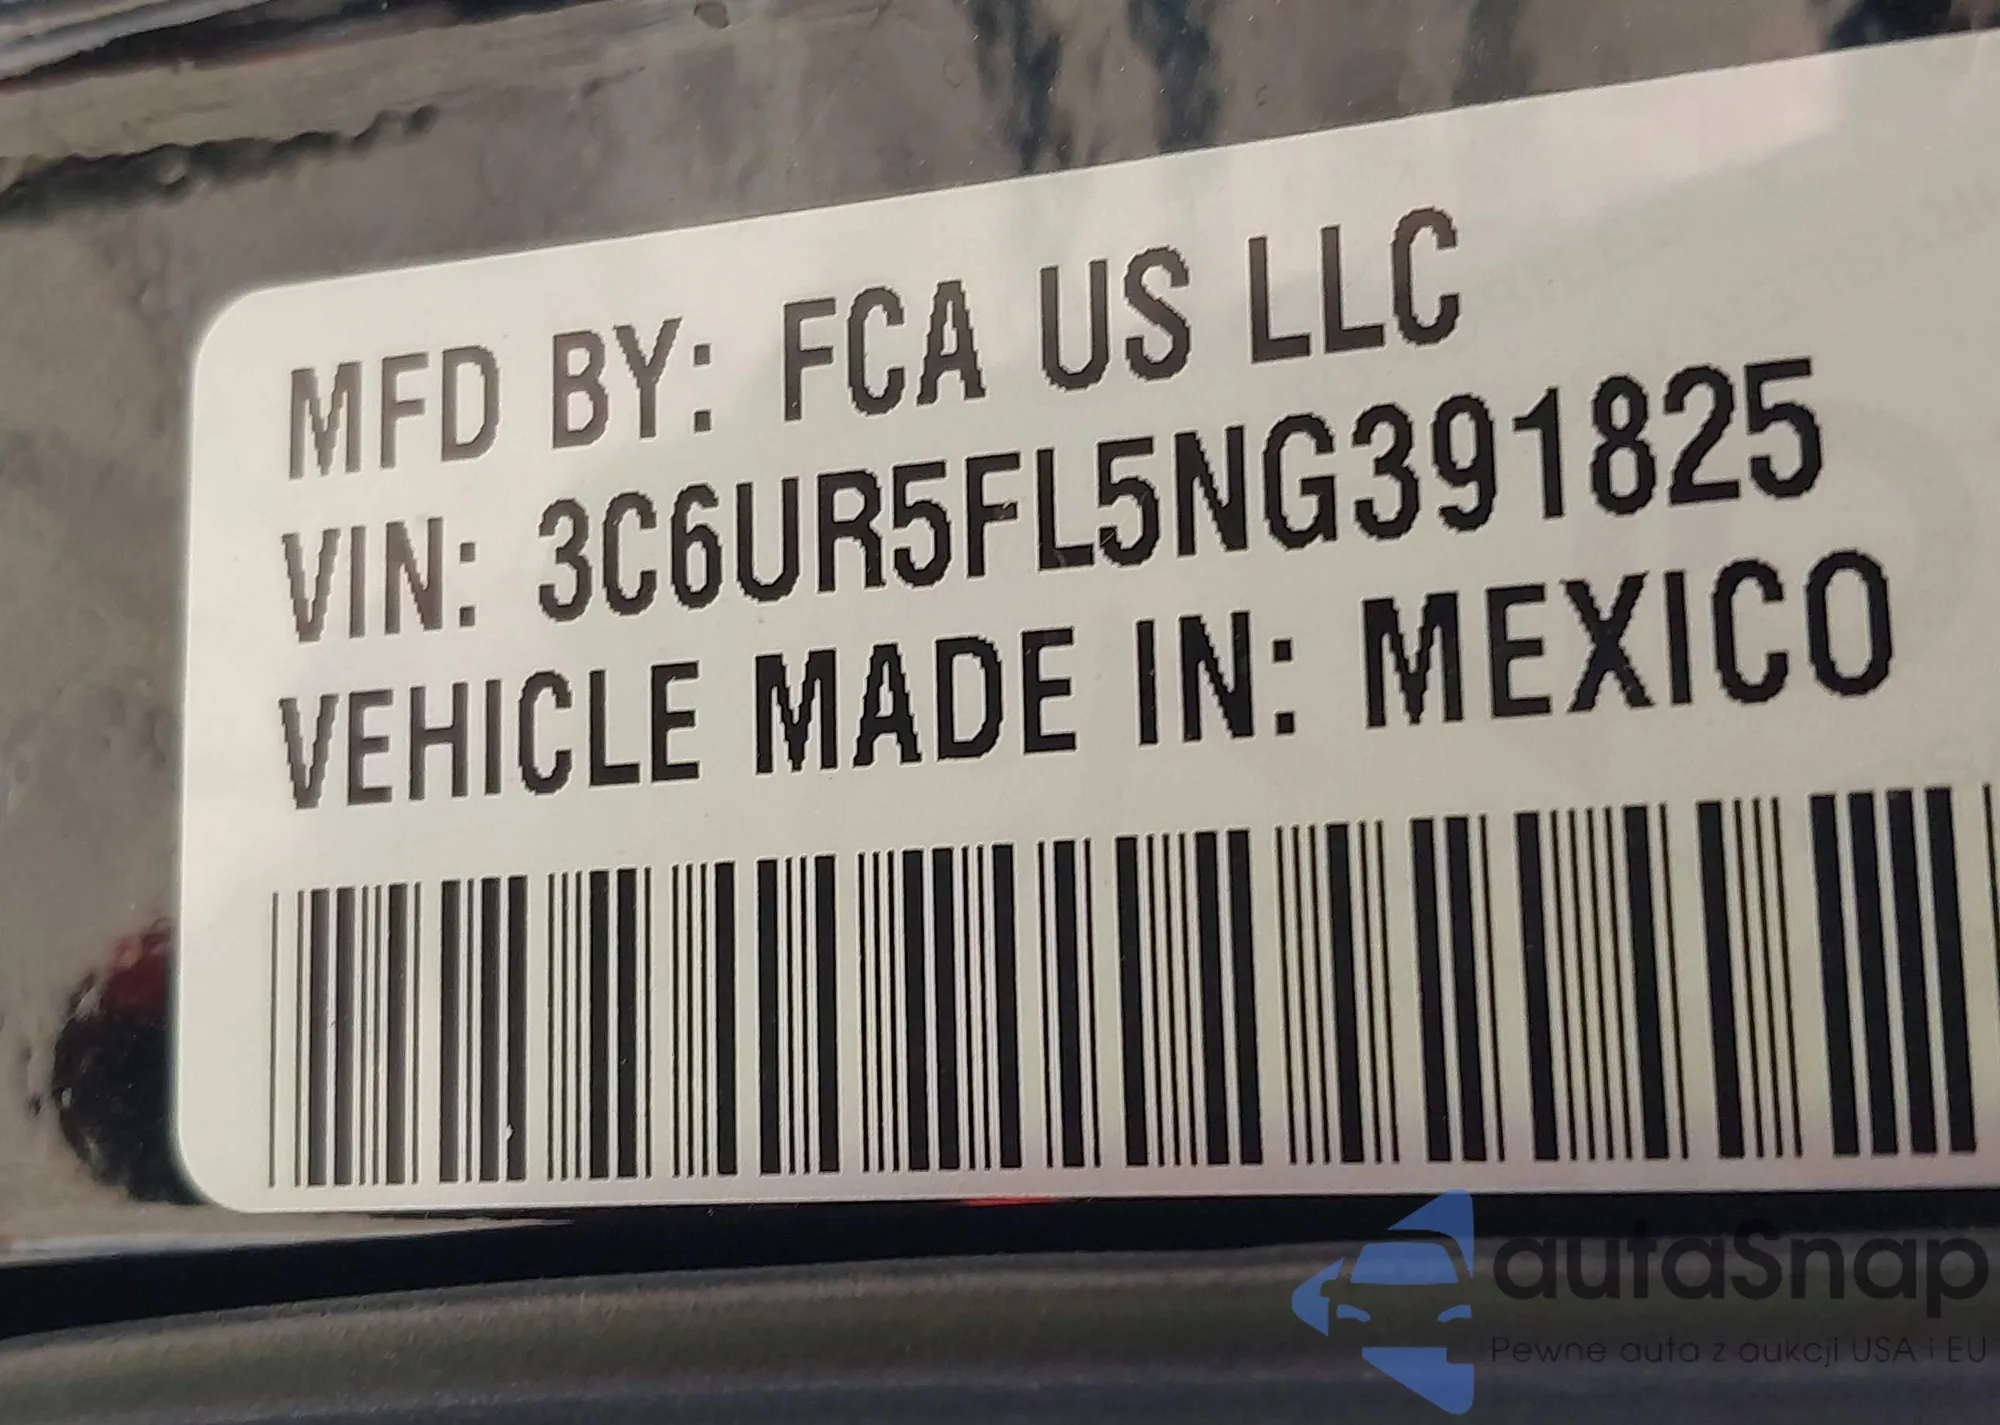 MFD BY: FCA US LLC
VIN: 3C6UR5FL5NG391825
VEHICLE MADE IN: MEXICO
autaSnap
Pewne auta z aukcji USA i EU